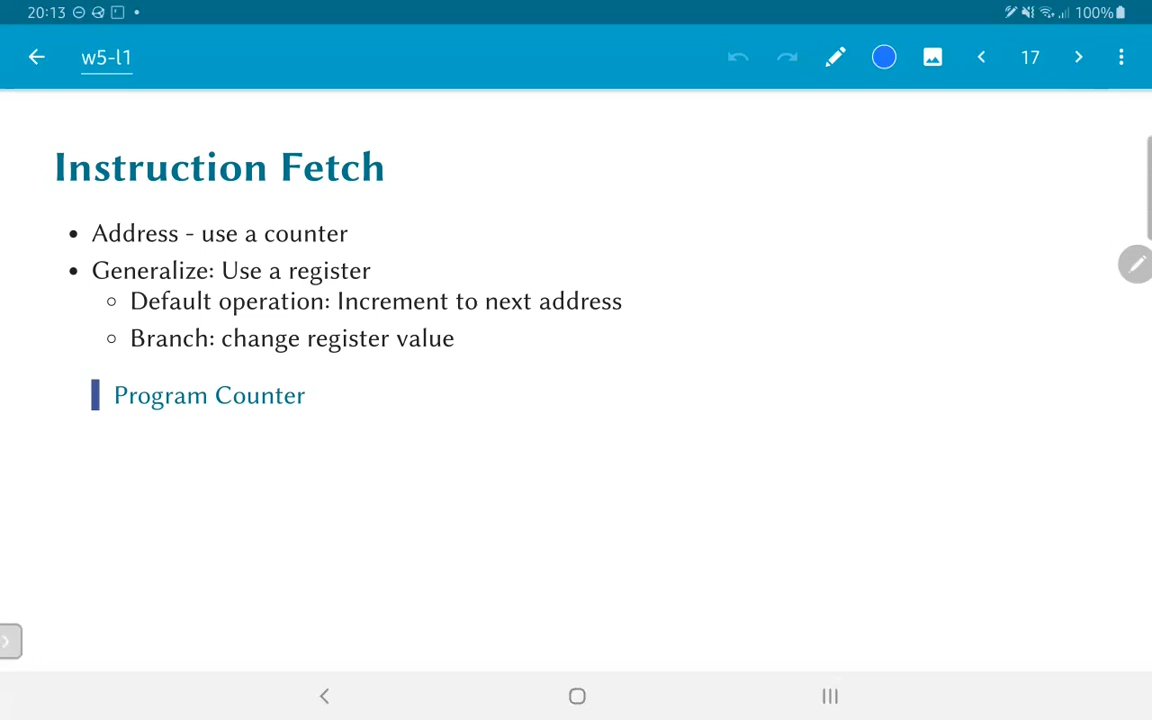 20:13
100%
w5-l1
17
Instruction Fetch
• Address - use a counter
• Generalize: Use a register
◦ Default operation: Increment to next address
◦ Branch: change register value
Program Counter